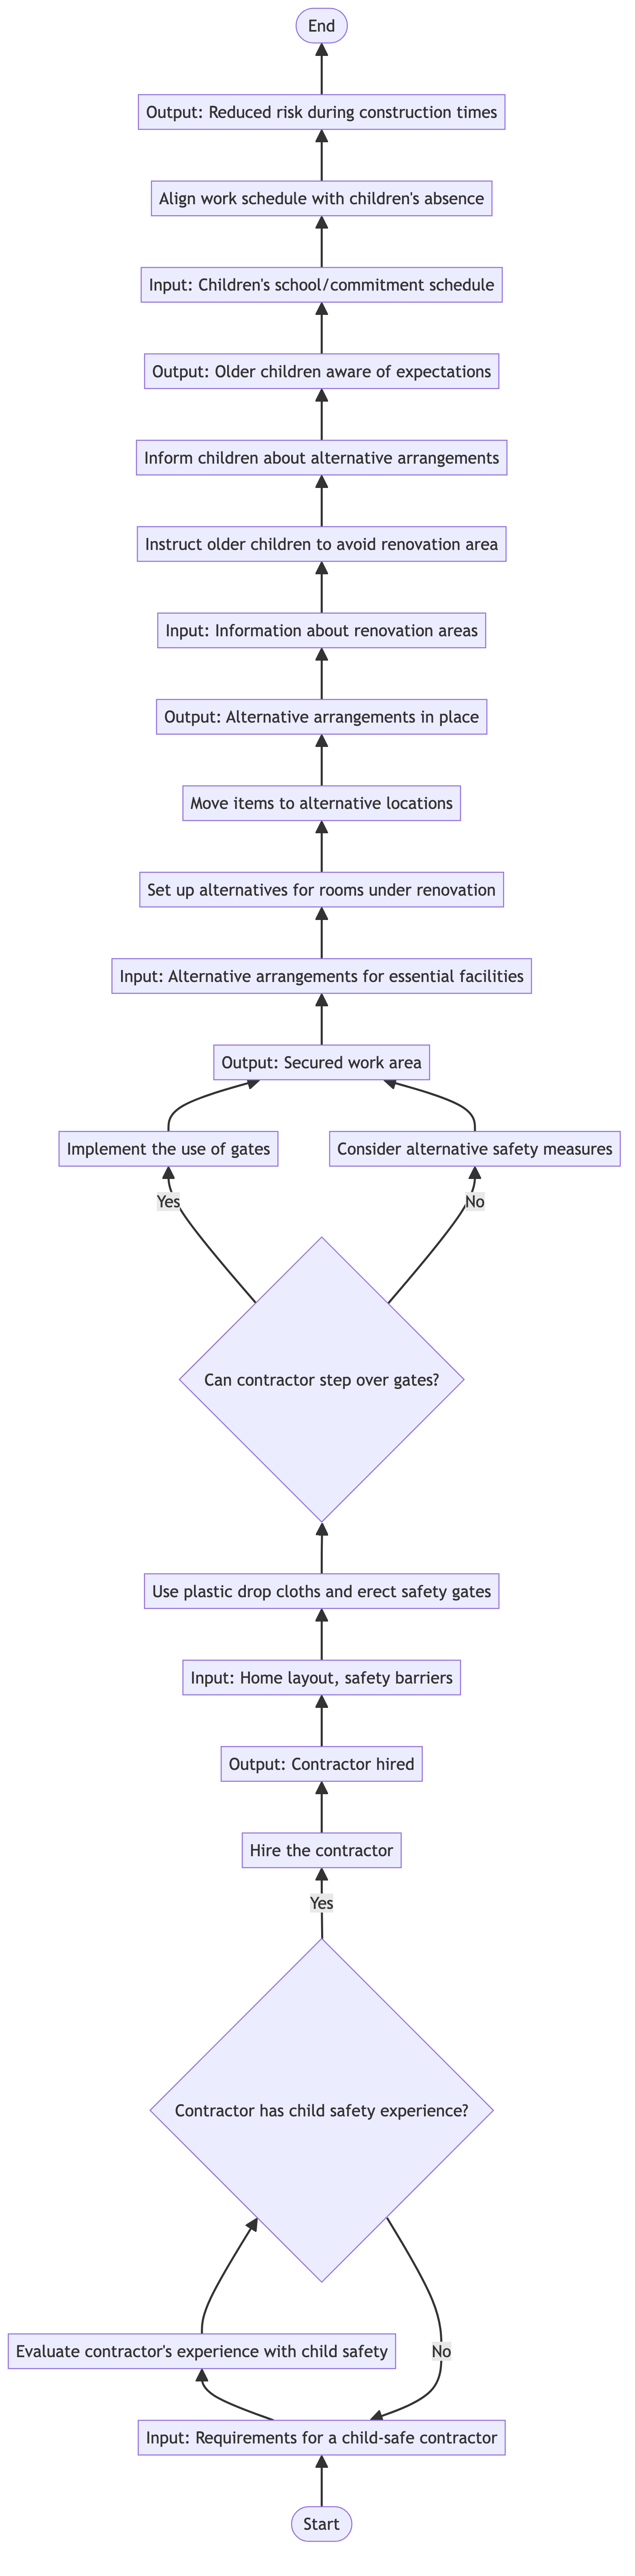 End
Output: Reduced risk during construction times
Align work schedule with children's absence
Input: Children's school/commitment schedule
Output: Older children aware of expectations
Inform children about alternative arrangements
Instruct older children to avoid renovation area
Input: Information about renovation areas
Output: Alternative arrangements in place
Move items to alternative locations
Set up alternatives for rooms under renovation
Input: Alternative arrangements for essential facilities
Output: Secured work area
Implement the use of gates
Consider alternative safety measures
Yes
No
Can contractor step over gates?
Use plastic drop cloths and erect safety gates
Input: Home layout, safety barriers
Output: Contractor hired
Hire the contractor
Yes
Contractor has child safety experience?
Evaluate contractor's experience with child safety
No
Input: Requirements for a child-safe contractor
Start